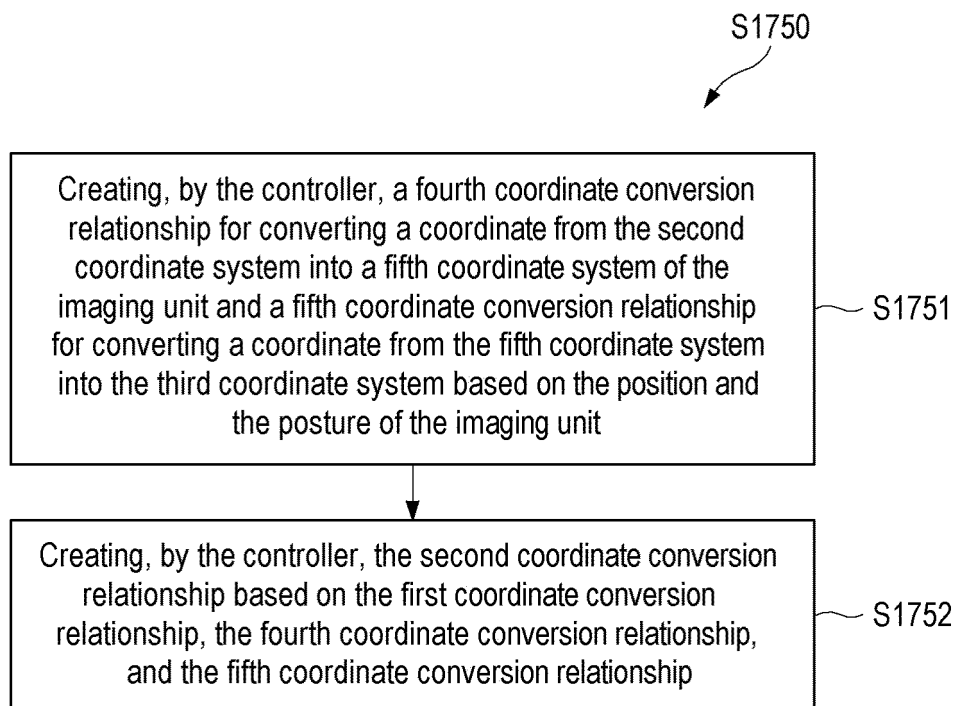 S1750
Creating, by the controller, a fourth coordinate conversion
relationship for converting a coordinate from the second
coordinate system into a fifth coordinate system of the
imaging unit and a fifth coordinate conversion relationship
for converting a coordinate from the fifth coordinate system
into the third coordinate system based on the position and
the posture of the imaging unit
S1751
Creating, by the controller, the second coordinate conversion
relationship based on the first coordinate conversion
relationship, the fourth coordinate conversion relationship,
and the fifth coordinate conversion relationship
S1752